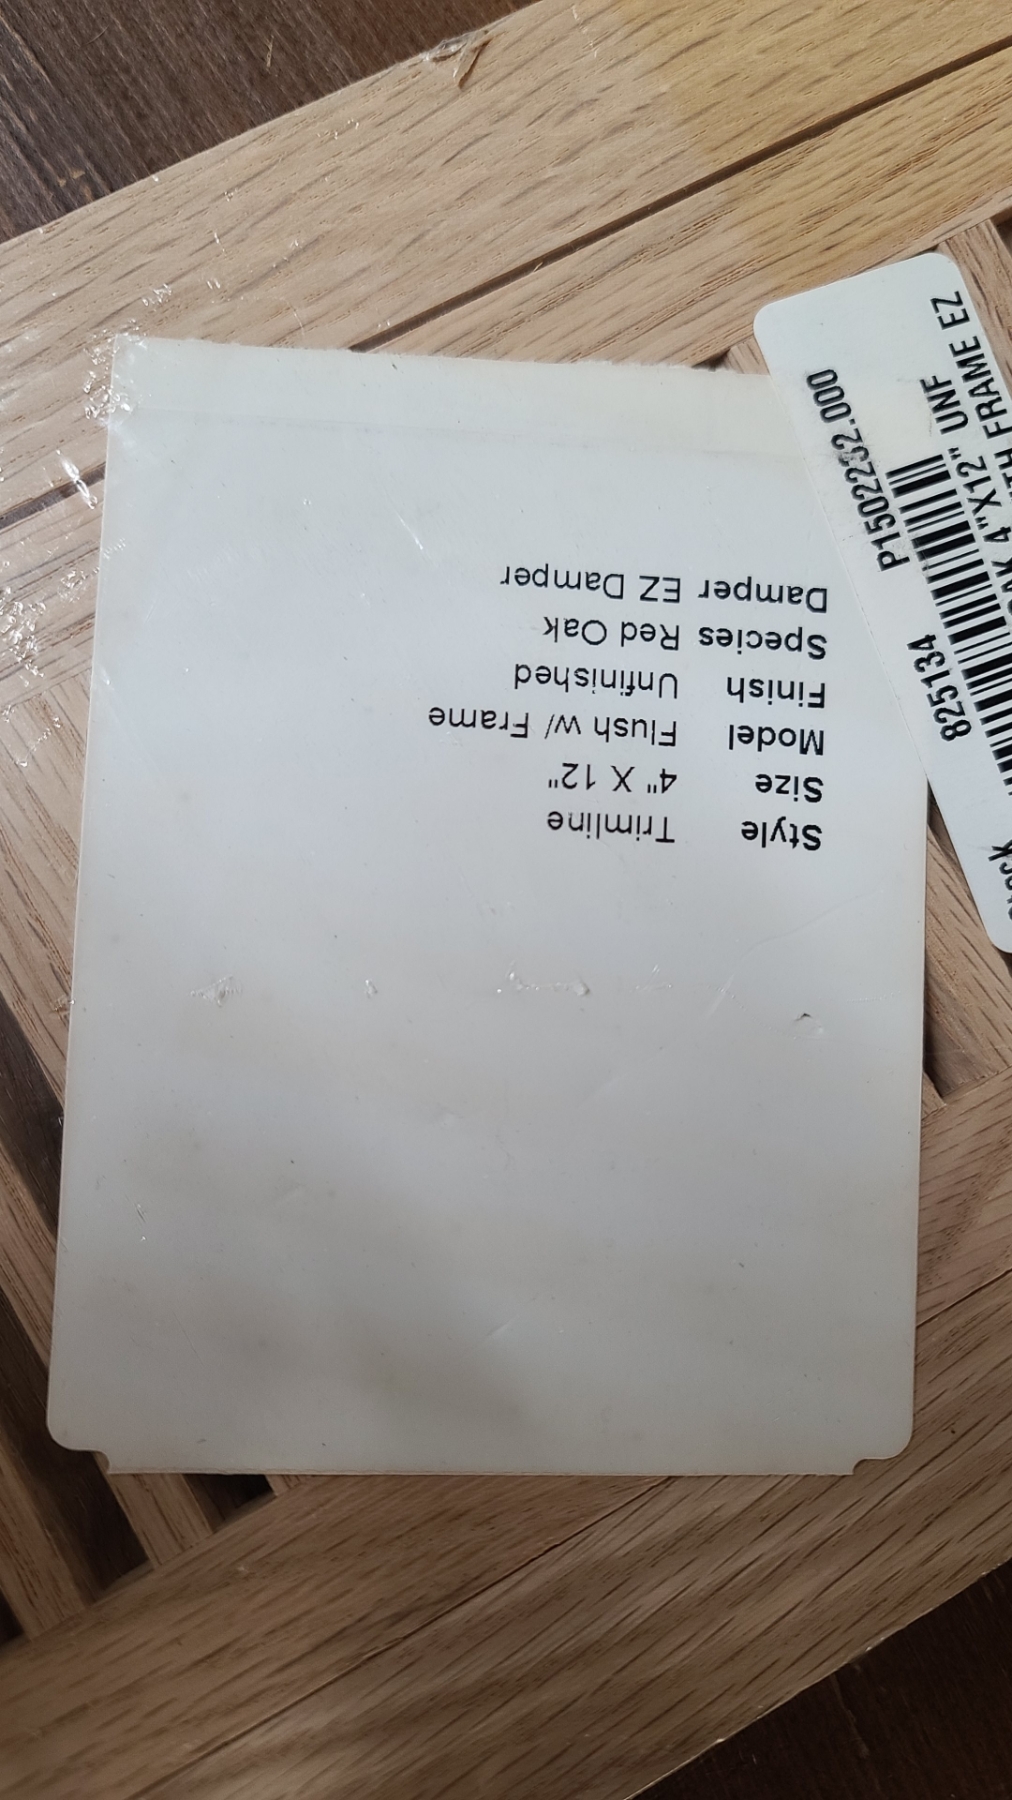 Style Trimline
Size 4" X 12"
Model Flush w/ Frame
Finish Unfinished
Species Red Oak
Damper EZ Damper
P1502232.000
825134
4"X12" UNF
FRAME EZ